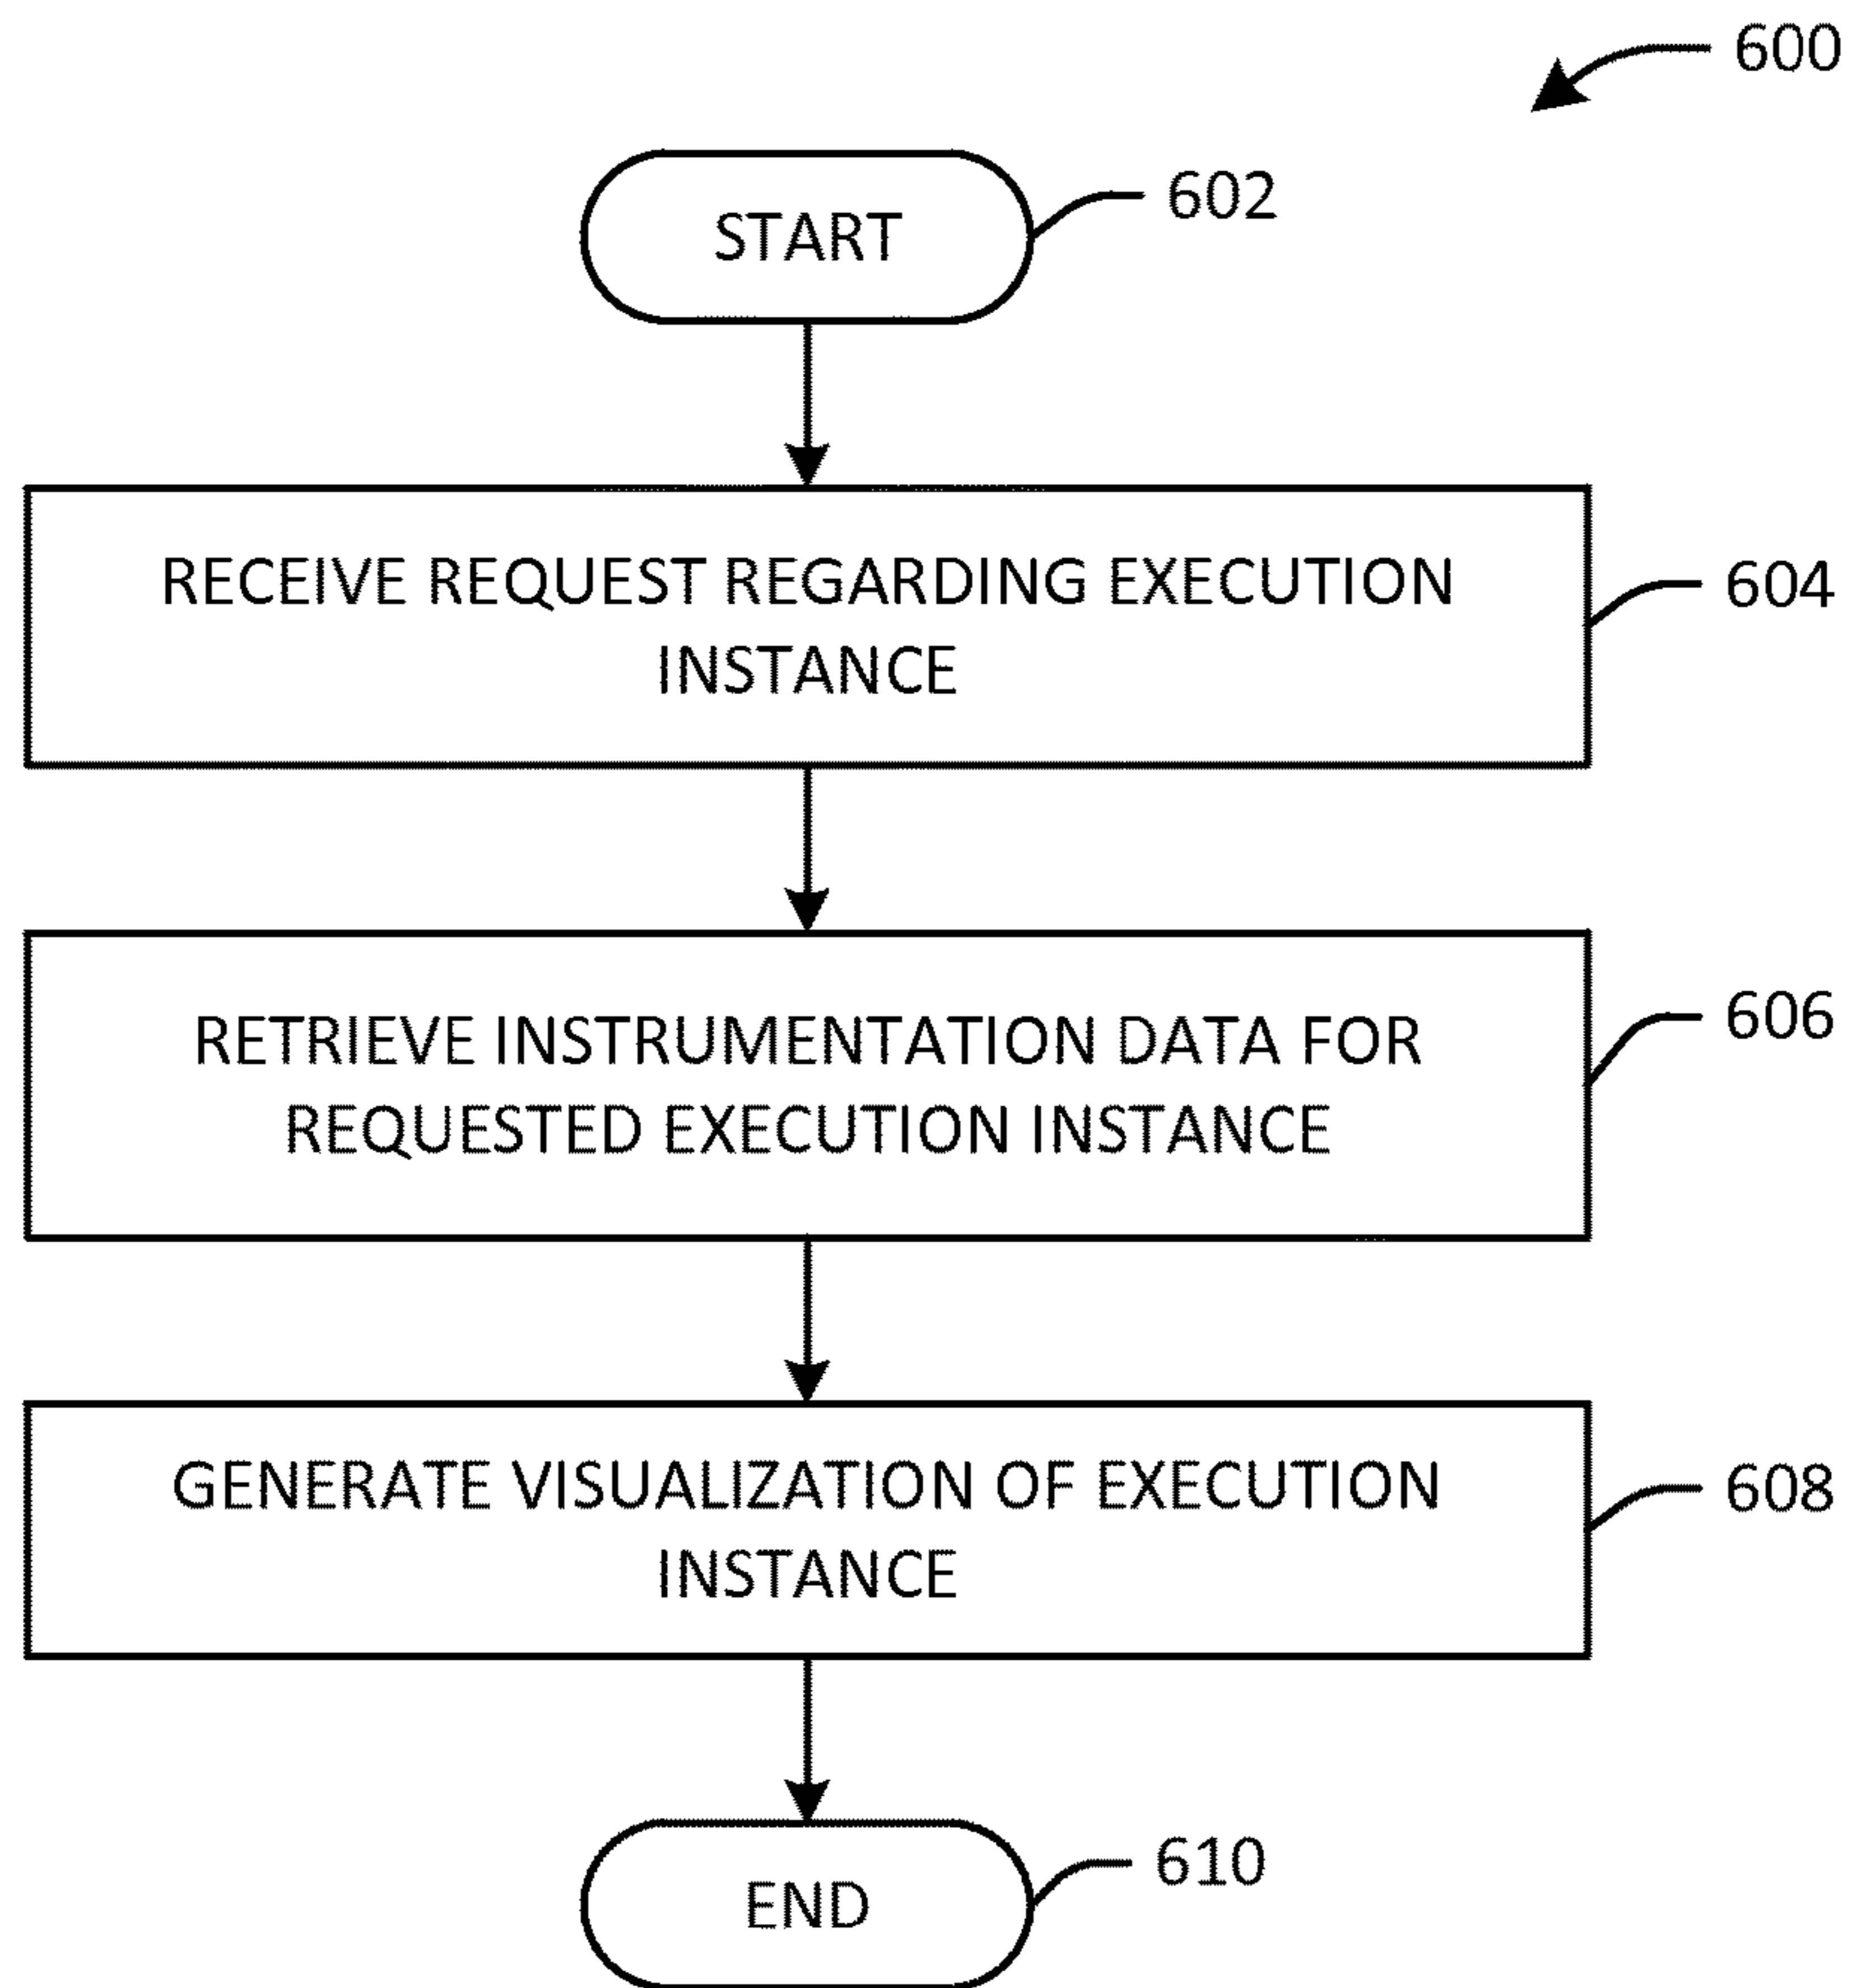 600
START
602
RECEIVE REQUEST REGARDING EXECUTION
INSTANCE
604
RETRIEVE INSTRUMENTATION DATA FOR
REQUESTED EXECUTION INSTANCE
606
GENERATE VISUALIZATION OF EXECUTION
INSTANCE
608
END
610